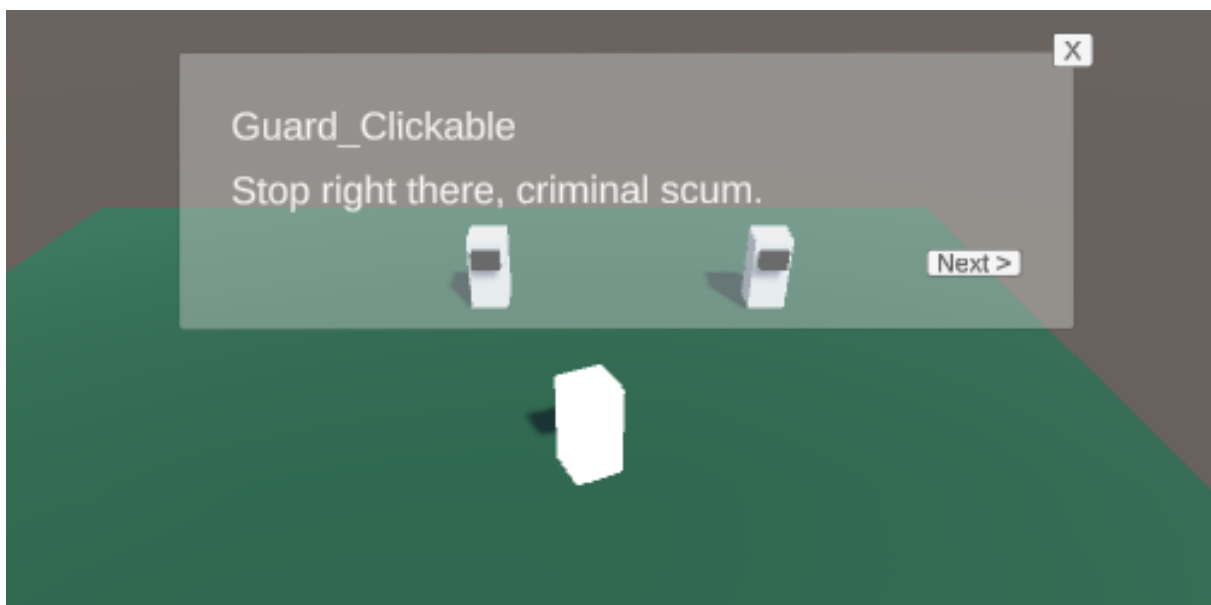 X
Guard_Clickable
Stop right there, criminal scum.
Next >